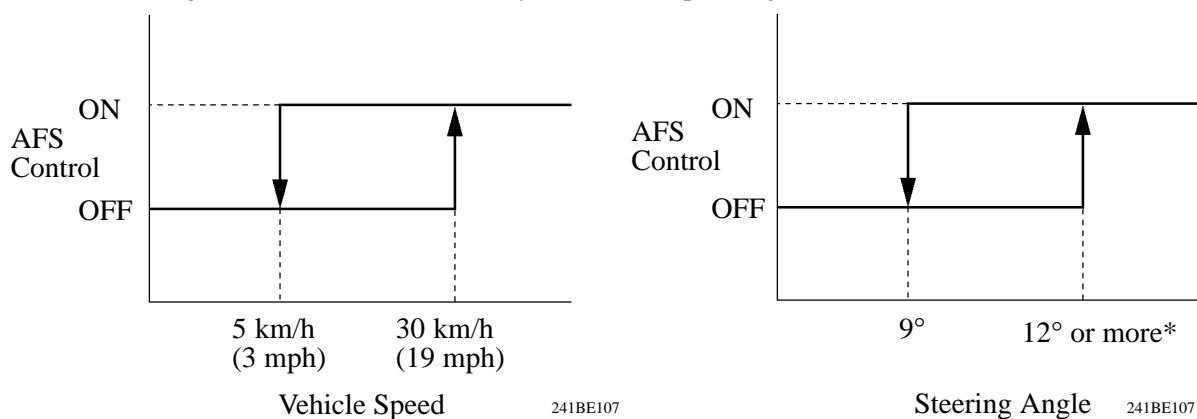 ON
AFS
Control
OFF
5 km/h
(3 mph)
30 km/h
(19 mph)
Vehicle Speed
241BE107
ON
AFS
Control
OFF
9°
12° or more*
Steering Angle
241BE107